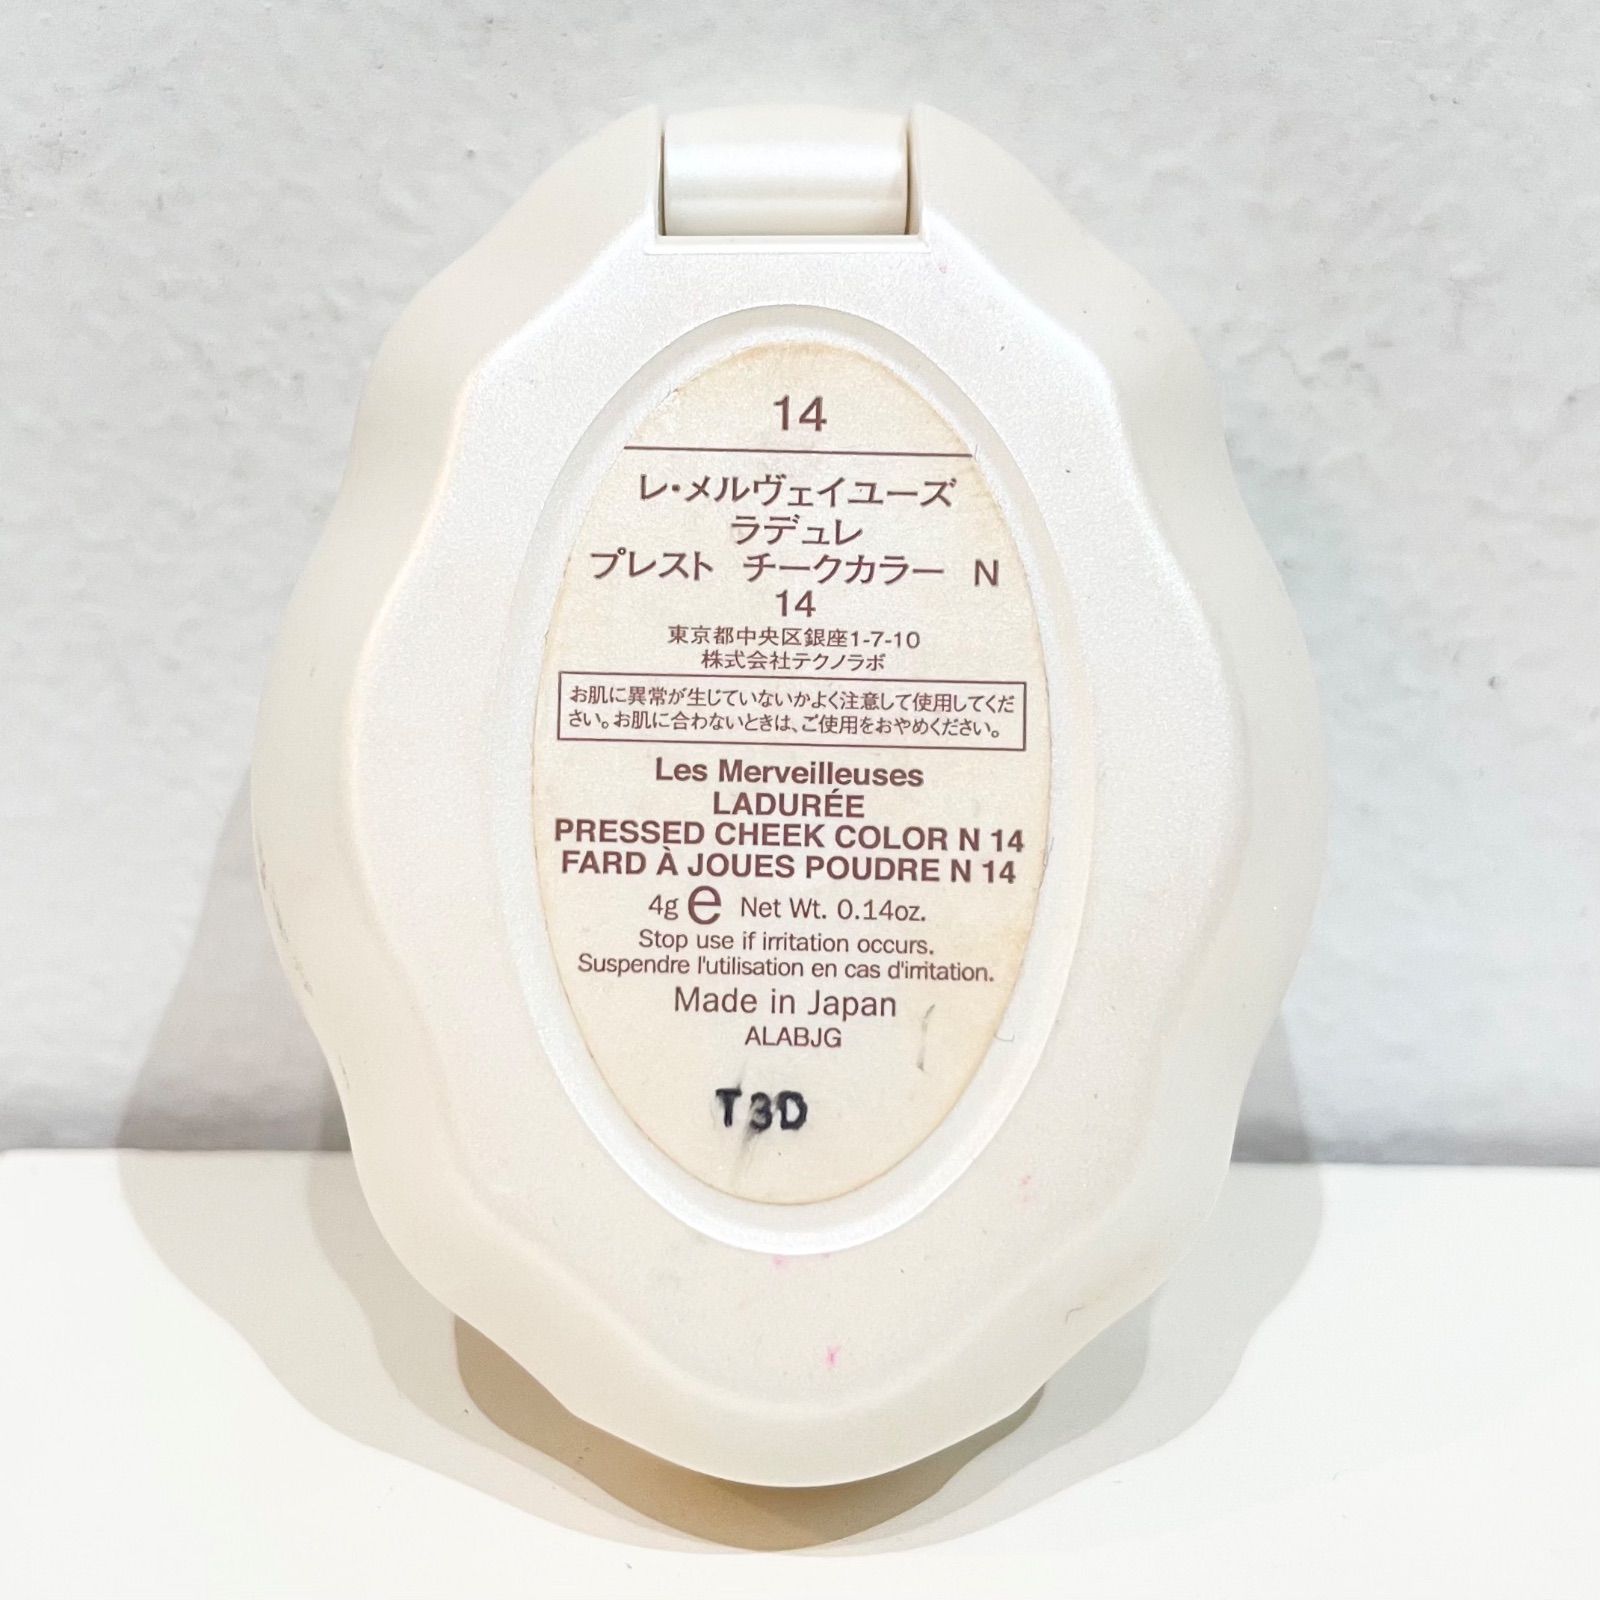 14
レ・メルヴェイユーズ
ラデュレ
プレスト チークカラー N
14
東京都中央区銀座1-7-10
株式会社テクノラボ
お肌に異常が生じていないかよく注意して使用してくだ
さい。お肌に合わないときは、ご使用をおやめください。
Les Merveilleuses
LADURÉE
PRESSED CHEEK COLOR N 14
FARD À JOUES POUDRE N 14
4g e Net Wt. 0.14oz.
Stop use if irritation occurs.
Suspendre l'utilisation en cas d'irritation.
Made in Japan
ALABJG
T3D